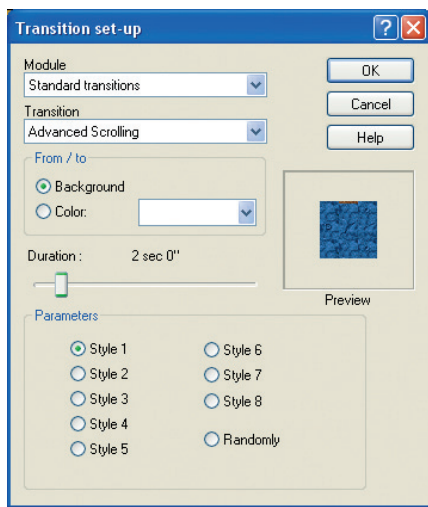 Transition set-up
Module
Standard transitions
OK
Transition
Cancel
Advanced Scrolling
Help
From / to
Background
Color:
Duration : 2 sec 0''
Preview
Parameters
Style 1
Style 2
Style 3
Style 4
Style 5
Style 6
Style 7
Style 8
Randomly